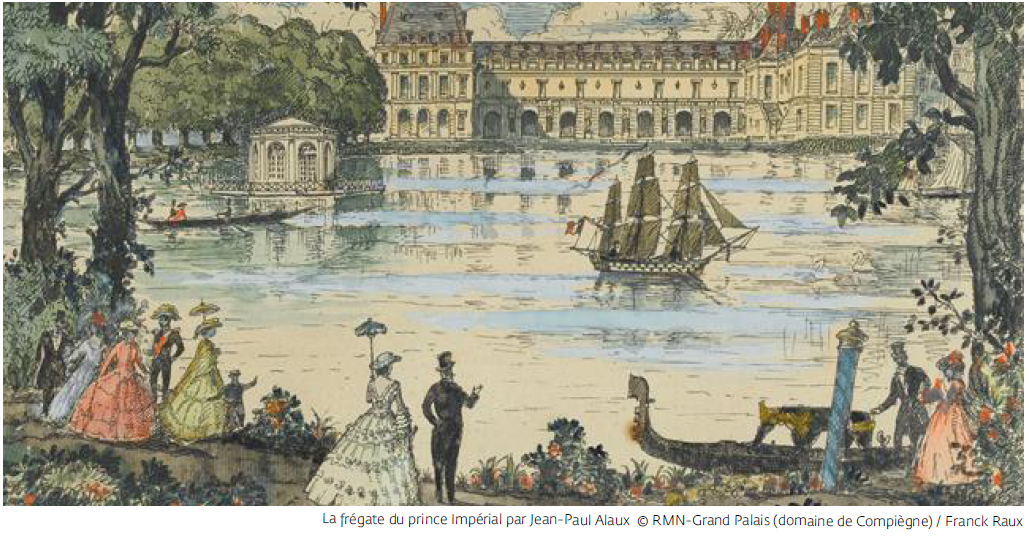 La frégate du prince Impérial par Jean-Paul Alaux © RMN-Grand Palais (domaine de Compiègne) / Franck Raux